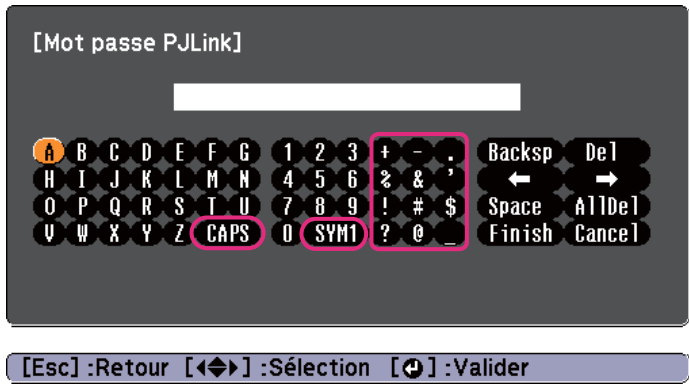 [Mot passe PJLink]
A B C D E F G 1 2 3 + - . Backsp Del
H I J K L M N 4 5 6 % & ' ← →
O P Q R S T U 7 8 9 ! # $ Space AllDel
V W X Y Z CAPS 0 SYM1 ? @ _ Finish Cancel
[Esc] :Retour [◀◆▶] :Sélection [↵] :Valider